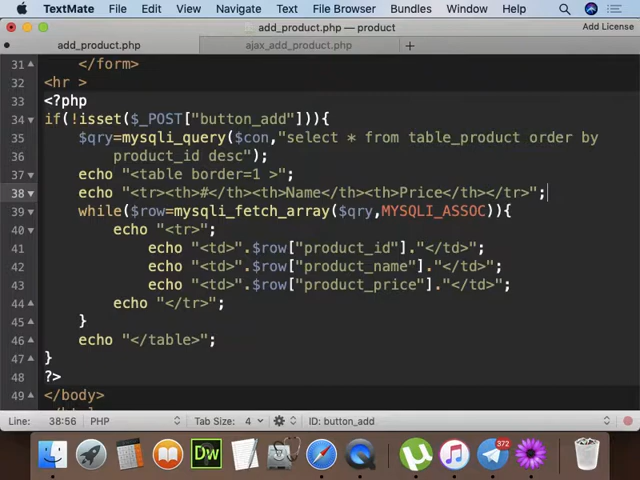 TextMate File Edit View Navigate Text File Browser Bundles Window Help
add_product.php — product
Add License
add_product.php ajax_add_product.php +
31 </form>
32 <hr >
33 <?php
34 if(!isset($_POST["button_add"])){
35 $qry=mysqli_query($con,"select * from table_product order by
36 product_id desc");
37 echo "<table border=1 >";
38 echo "<tr><th>#</th><th>Name</th><th>Price</th></tr>";
39 while($row=mysqli_fetch_array($qry,MYSQLI_ASSOC)){
40 echo "<tr>";
41 echo "<td>".$row["product_id"]."</td>";
42 echo "<td>".$row["product_name"]."</td>";
43 echo "<td>".$row["product_price"]."</td>";
44 echo "</tr>";
45 }
46 echo "</table>";
47 }
48 ?>
49 </body>
Line: 38:56 PHP Tab Size: 4 ID: button_add
Dw
372